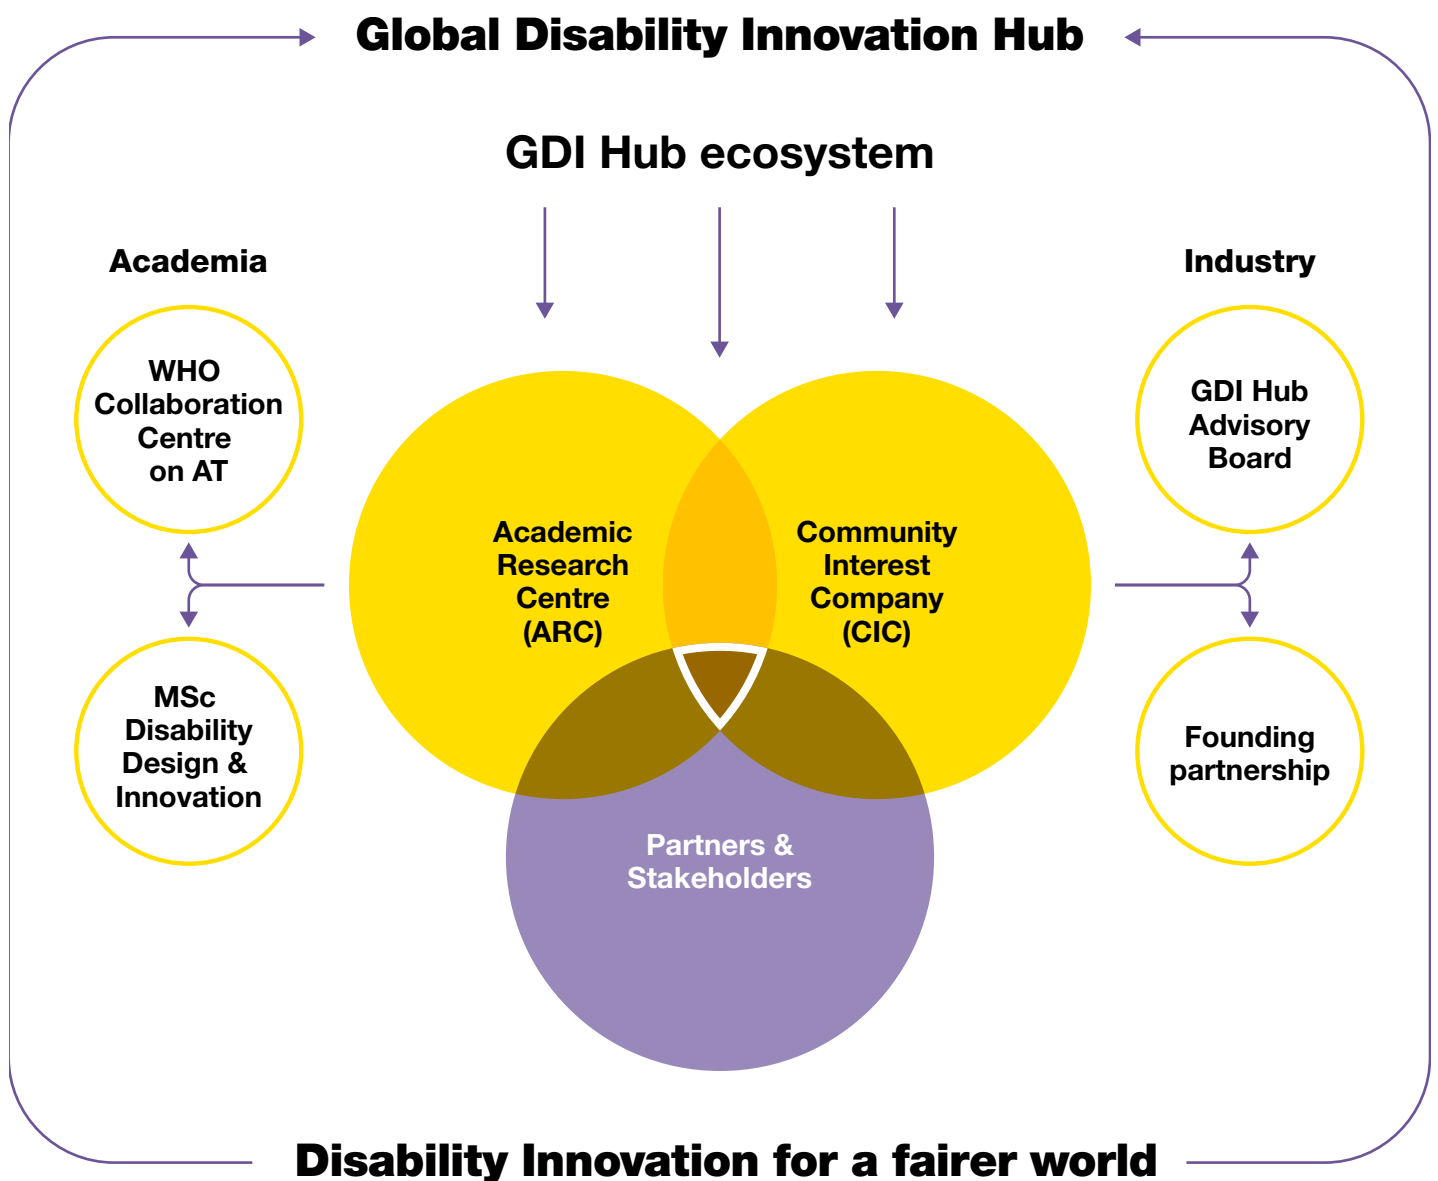 Global Disability Innovation Hub
GDI Hub ecosystem
Academia
WHO
Collaboration
Centre
on AT
MSc
Disability
Design &
Innovation
Academic
Research
Centre
(ARC)
Community
Interest
Company
(CIC)
Partners &
Stakeholders
Industry
GDI Hub
Advisory
Board
Founding
partnership
Disability Innovation for a fairer world